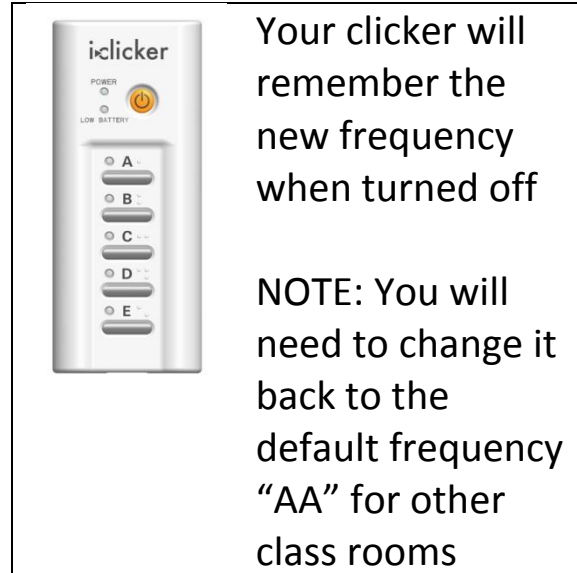 i>clicker
POWER
LOW BATTERY
A
B
C
D
E
Your clicker will
remember the
new frequency
when turned off
NOTE: You will
need to change it
back to the
default frequency
“AA” for other
class rooms